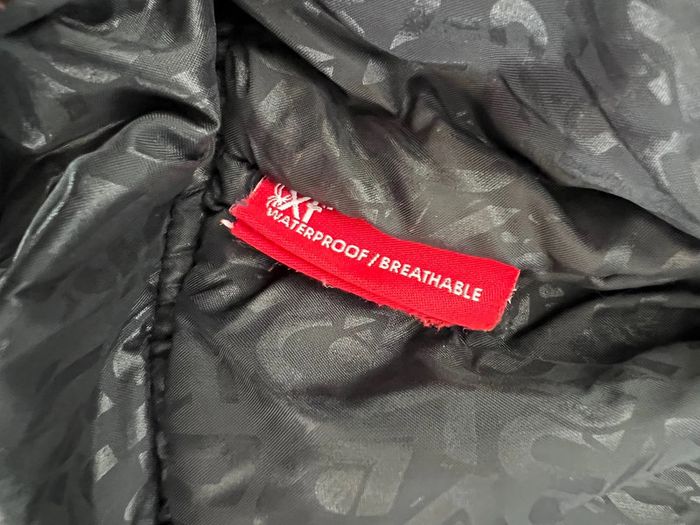 XT
WATERPROOF / BREATHABLE